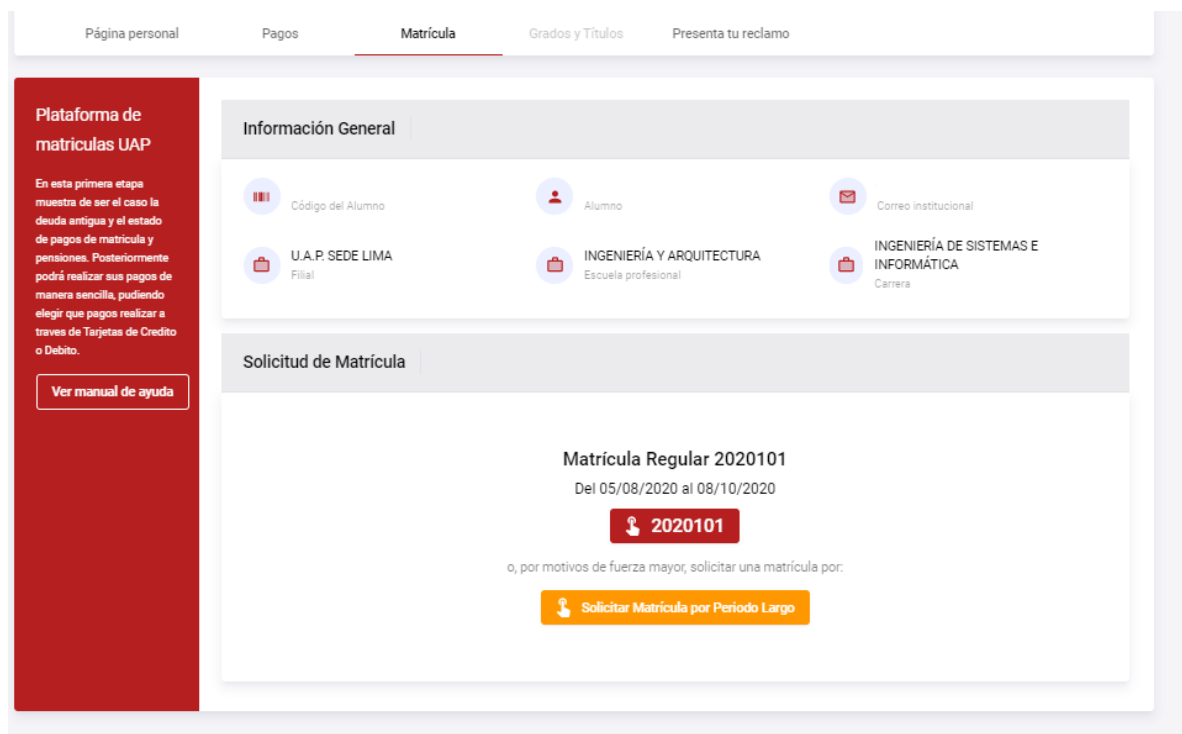 Página personal
Pagos
Matrícula
Grados y Títulos
Presenta tu reclamo
Plataforma de
matriculas UAP
En esta primera etapa
muestra de ser el caso la
deuda antigua y el estado
de pagos de matricula y
pensiones. Posteriormente
podrá realizar sus pagos de
manera sencilla, pudiendo
elegir que pagos realizar a
traves de Tarjetas de Credito
o Debito.
Ver manual de ayuda
Información General
Código del Alumno
Alumno
Correo institucional
U.A.P. SEDE LIMA
Filial
INGENIERÍA Y ARQUITECTURA
Escuela profesional
INGENIERÍA DE SISTEMAS E
INFORMÁTICA
Carrera
Solicitud de Matrícula
Matrícula Regular 2020101
Del 05/08/2020 al 08/10/2020
2020101
o, por motivos de fuerza mayor, solicitar una matrícula por:
Solicitar Matrícula por Periodo Largo